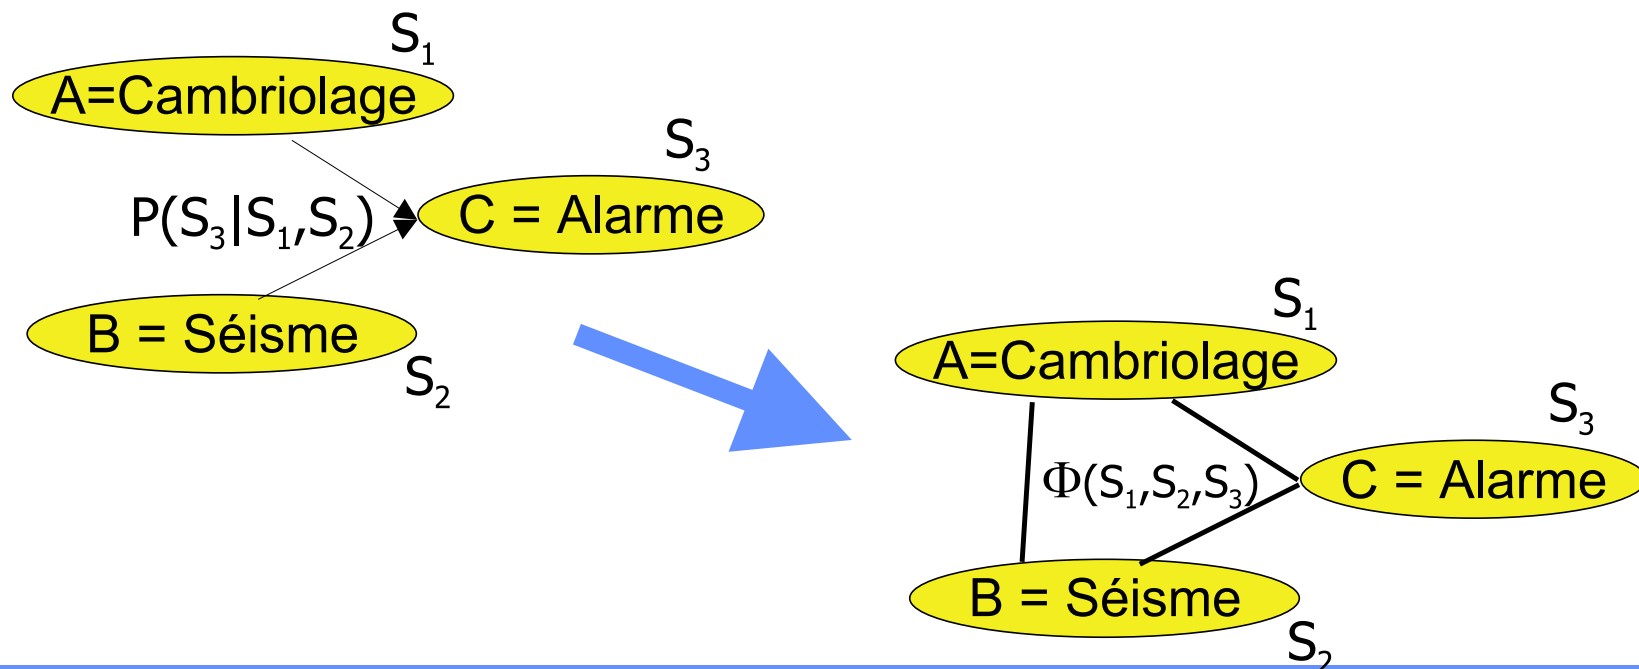 S₁
A=Cambriolage
S₃
P(S₃|S₁,S₂)
C = Alarme
B = Séisme
S₂
S₁
A=Cambriolage
S₃
Φ(S₁,S₂,S₃)
C = Alarme
B = Séisme
S₂